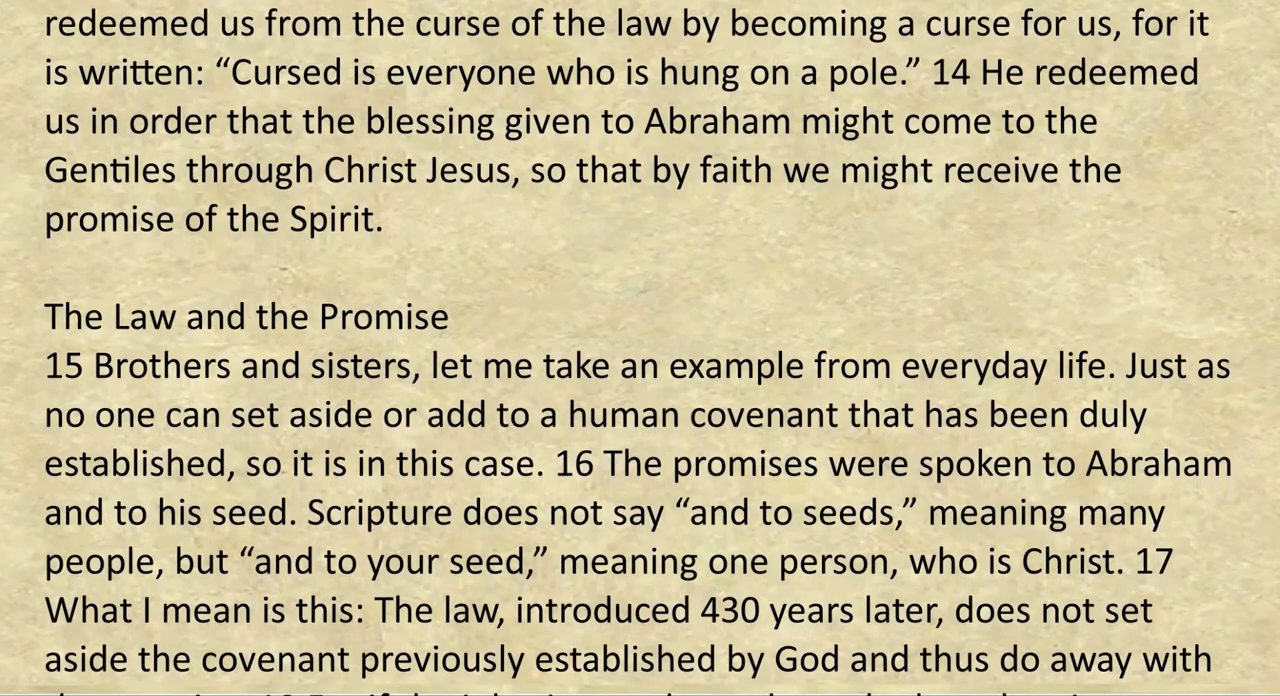 redeemed us from the curse of the law by becoming a curse for us, for it
is written: “Cursed is everyone who is hung on a pole.” 14 He redeemed
us in order that the blessing given to Abraham might come to the
Gentiles through Christ Jesus, so that by faith we might receive the
promise of the Spirit.
The Law and the Promise
15 Brothers and sisters, let me take an example from everyday life. Just as
no one can set aside or add to a human covenant that has been duly
established, so it is in this case. 16 The promises were spoken to Abraham
and to his seed. Scripture does not say “and to seeds,” meaning many
people, but “and to your seed,” meaning one person, who is Christ. 17
What I mean is this: The law, introduced 430 years later, does not set
aside the covenant previously established by God and thus do away with